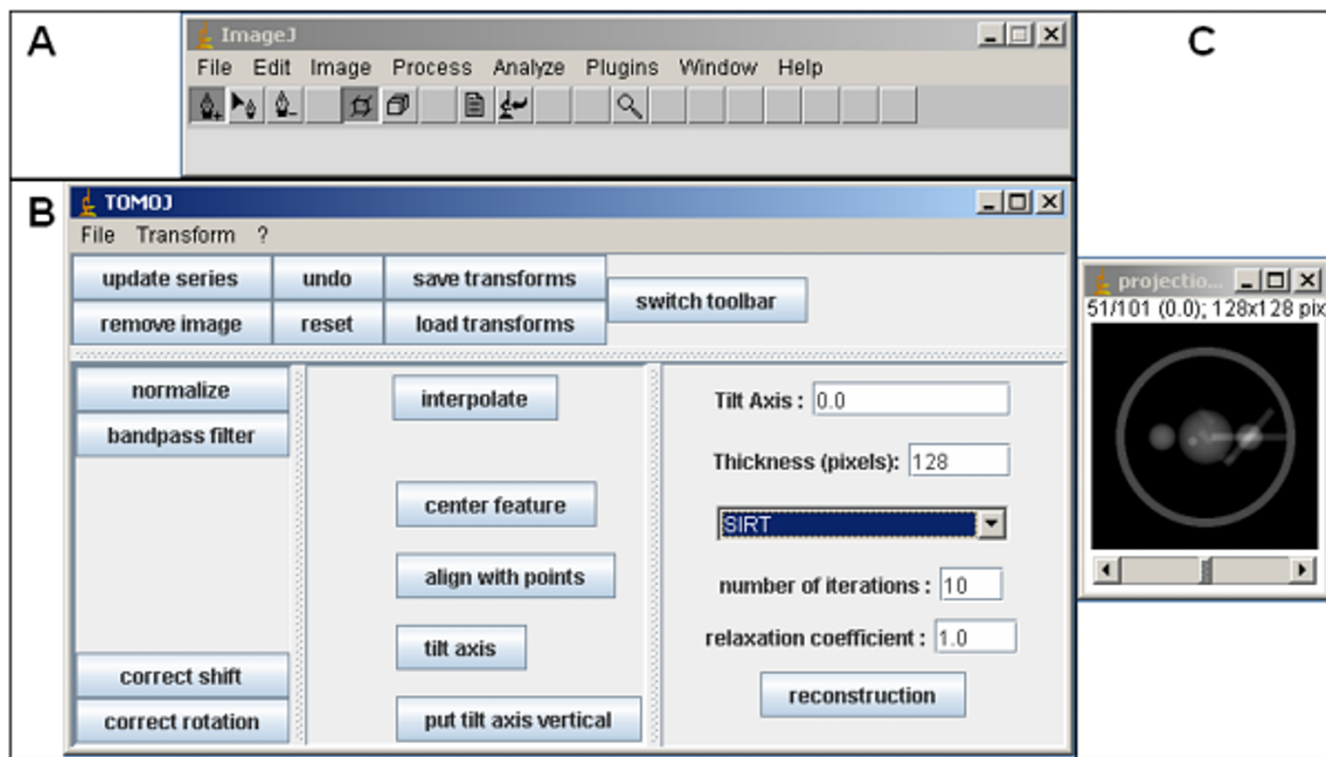 A
ImageJ
C
File Edit Image Process Analyze Plugins Window Help
B
TOMOJ
File Transform ?
update series undo save transforms
switch toolbar
remove image reset load transforms
projectio...
51/101 (0.0); 128x128 pix
normalize
bandpass filter
correct shift
correct rotation
interpolate
center feature
align with points
tilt axis
put tilt axis vertical
Tilt Axis : 0.0
Thickness (pixels): 128
SIRT
number of iterations : 10
relaxation coefficient : 1.0
reconstruction